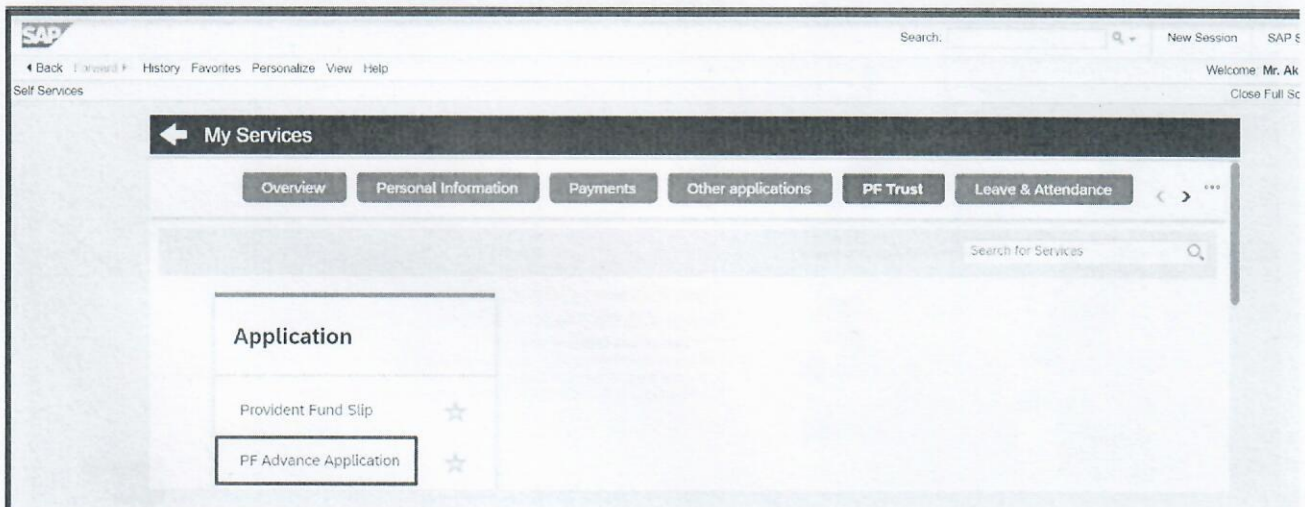 SAP
Search:
New Session SAP S
Back Forward History Favorites Personalize View Help
Welcome: Mr. Ak
Self Services
Close Full Sc
My Services
Overview Personal Information Payments Other applications PF Trust Leave & Attendance
Search for Services
Application
Provident Fund Slip
PF Advance Application